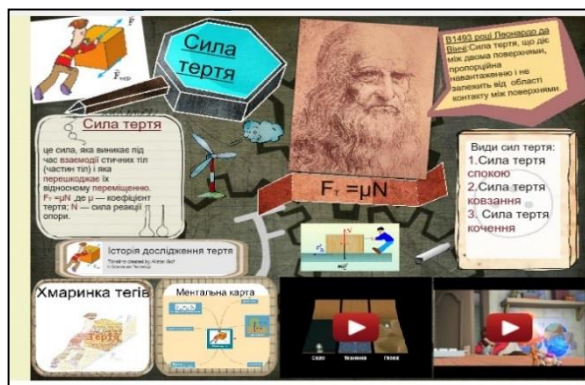 Сила
тертя
В1493 році Леонардо да
Вінчі:Сила тертя, що діє
між двома поверхнями,
пропорційна
навантаженню і не
залежить від області
контакту між поверхнями.
Сила тертя
це сила, яка виникає під
час взаємодії стичних тіл
(частин тіл) і яка
перешкоджає їх
відносному переміщенню.
Fт =μN ,де μ — коефіцієнт
тертя; N — сила реакції
опори.
Fт =μN
Види сил тертя:
1.Сила тертя
спокою
2.Сила тертя
ковзання
3. Сила тертя
кочення
Історія дослідження тертя
Хмаринка тегів
Ментальна карта